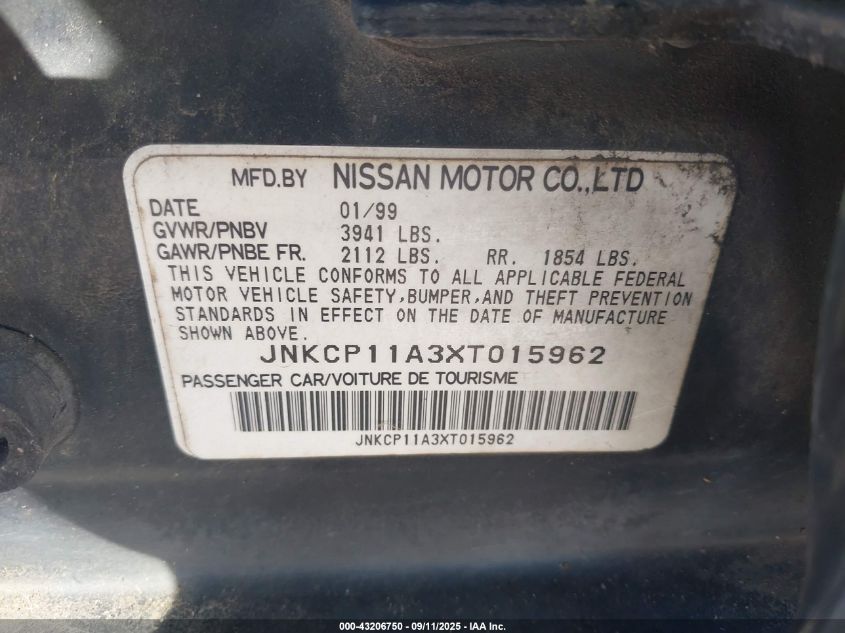 MFD.BY NISSAN MOTOR CO.,LTD
DATE 01/99
GVWR/PNBV 3941 LBS.
GAWR/PNBE FR. 2112 LBS. RR. 1854 LBS.
THIS VEHICLE CONFORMS TO ALL APPLICABLE FEDERAL
MOTOR VEHICLE SAFETY,BUMPER,AND THEFT PREVENTION
STANDARDS IN EFFECT ON THE DATE OF MANUFACTURE
SHOWN ABOVE.
JNKCP11A3XT015962
PASSENGER CAR/VOITURE DE TOURISME
JNKCP11A3XT015962
000-43206750 - 09/11/2025 - IAA Inc.